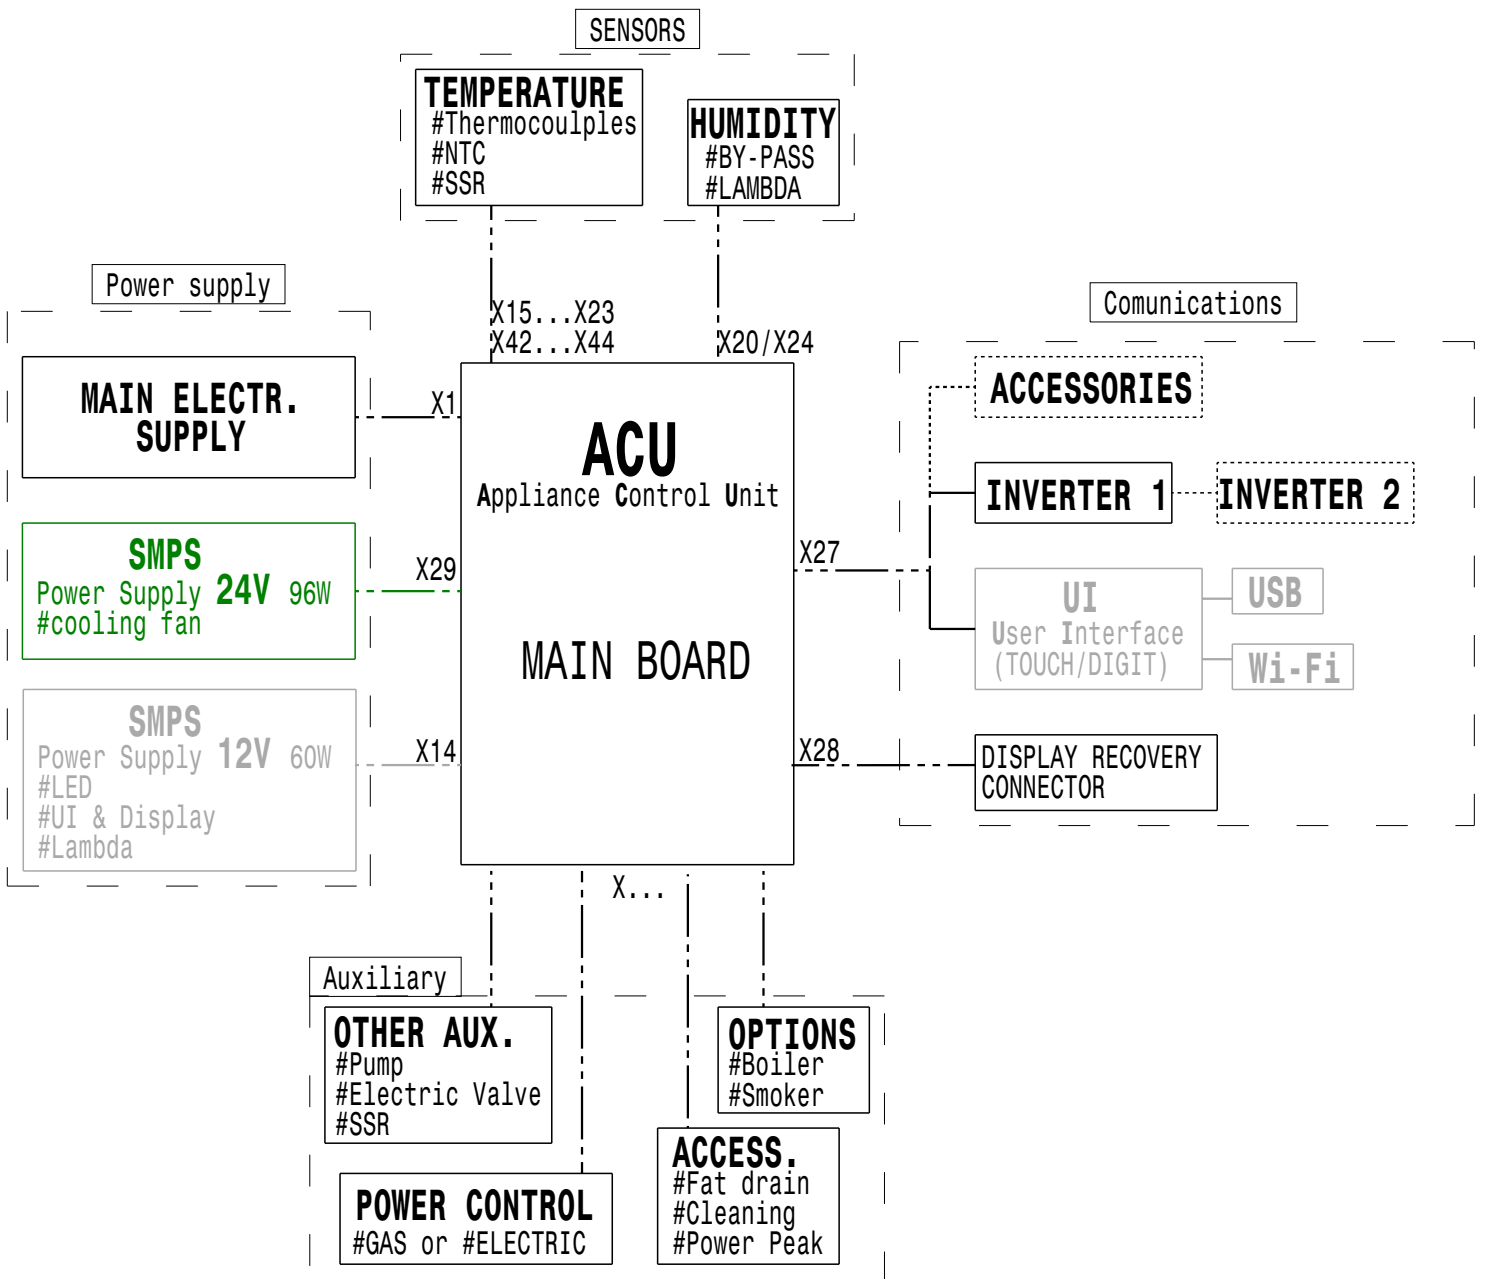 SENSORS
TEMPERATURE
#Thermocoulples
#NTC
#SSR
HUMIDITY
#BY-PASS
#LAMBDA
Power supply
MAIN ELECTR.
SUPPLY
SMPS
Power Supply 24V 96W
#cooling fan
SMPS
Power Supply 12V 60W
#LED
#UI & Display
#Lambda
X15...X23
X42...X44
X20/X24
X1
X29
X14
ACU
Appliance Control Unit
MAIN BOARD
X27
X28
X...
Comunications
ACCESSORIES
INVERTER 1
INVERTER 2
UI
User Interface
(TOUCH/DIGIT)
USB
Wi-Fi
DISPLAY RECOVERY
CONNECTOR
Auxiliary
OTHER AUX.
#Pump
#Electric Valve
#SSR
OPTIONS
#Boiler
#Smoker
POWER CONTROL
#GAS or #ELECTRIC
ACCESS.
#Fat drain
#Cleaning
#Power Peak